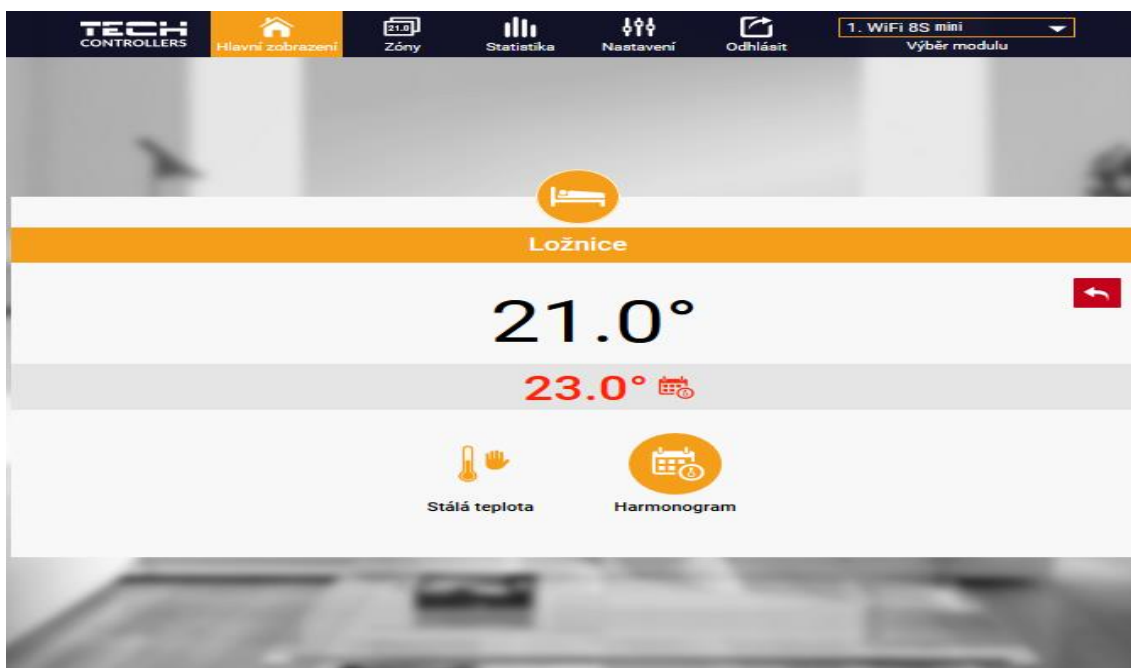 TECH
CONTROLLERS
Hlavní zobrazení
21.0
Zóny
Statistika
Nastavení
Odhlásit
1. WiFi 8S mini
Výběr modulu
Ložnice
21.0°
23.0°
Stálá teplota
Harmonogram